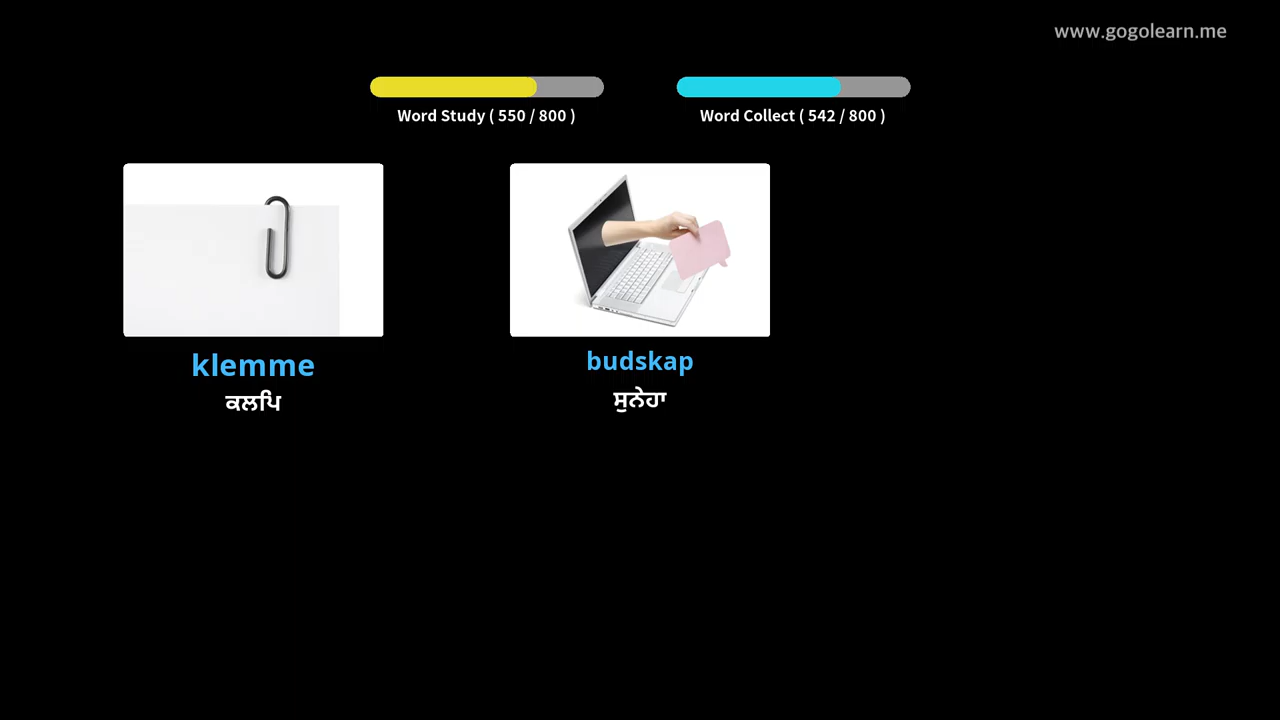 www.gogolearn.me
Word Study ( 550 / 800 )
Word Collect ( 542 / 800 )
klemme
ਕਲਪਿ
budskap
ਸੁਨੇਹਾ